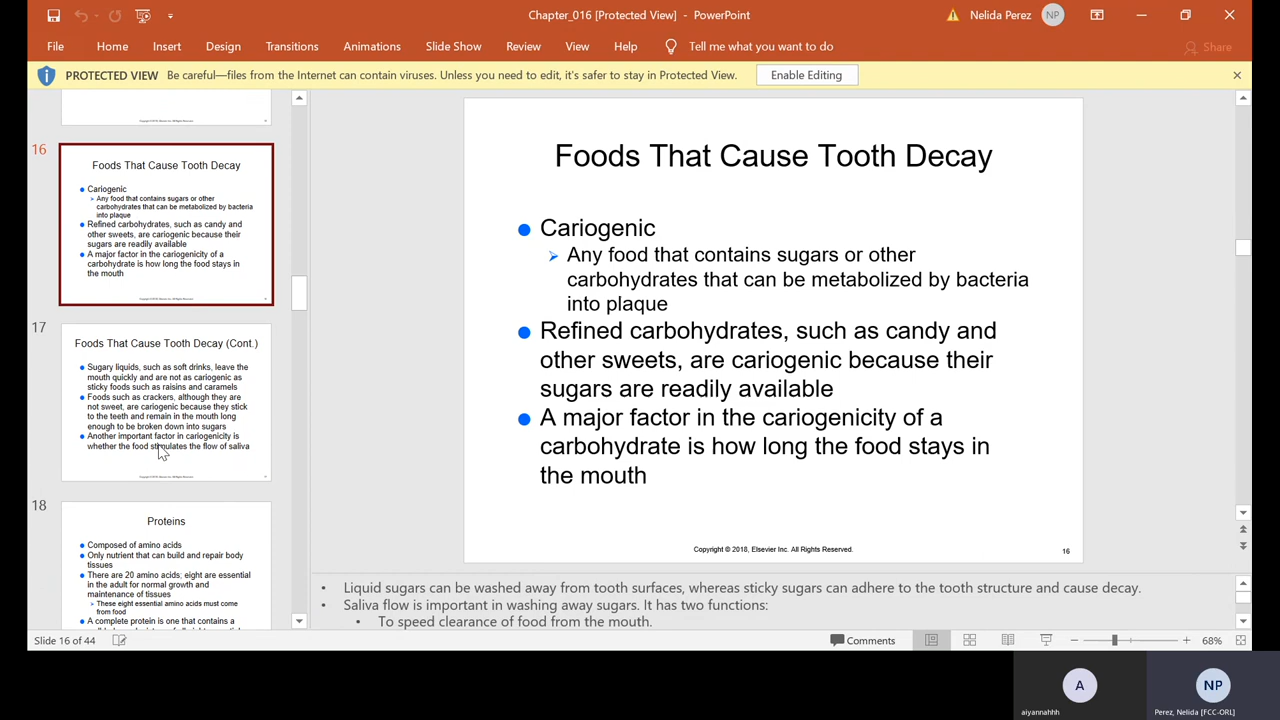 Chapter_016 [Protected View] - PowerPoint
Nelida Perez
NP
File
Home
Insert
Design
Transitions
Animations
Slide Show
Review
View
Help
Tell me what you want to do
Share
PROTECTED VIEW Be careful—files from the Internet can contain viruses. Unless you need to edit, it's safer to stay in Protected View.
Enable Editing
16
Foods That Cause Tooth Decay
Cariogenic
Any food that contains sugars or other
carbohydrates that can be metabolized by bacteria
into plaque
Refined carbohydrates, such as candy and
other sweets, are cariogenic because their
sugars are readily available
A major factor in the cariogenicity of a
carbohydrate is how long the food stays in
the mouth
17
Foods That Cause Tooth Decay (Cont.)
Sugary liquids, such as soft drinks, leave the
mouth quickly and are not as cariogenic as
sticky foods such as raisins and caramels
Foods such as crackers, although they are
not sweet, are cariogenic because they stick
to the teeth and remain in the mouth long
enough to be broken down into sugars
Another important factor in cariogenicity is
whether the food stimulates the flow of saliva
18
Proteins
Composed of amino acids
Only nutrient that can build and repair body
tissues
There are 20 amino acids; eight are essential
in the adult for normal growth and
maintenance of tissues
These eight essential amino acids must come
from food
A complete protein is one that contains a
Foods That Cause Tooth Decay
Cariogenic
Any food that contains sugars or other
carbohydrates that can be metabolized by bacteria
into plaque
Refined carbohydrates, such as candy and
other sweets, are cariogenic because their
sugars are readily available
A major factor in the cariogenicity of a
carbohydrate is how long the food stays in
the mouth
Copyright © 2018, Elsevier Inc. All Rights Reserved.
16
Liquid sugars can be washed away from tooth surfaces, whereas sticky sugars can adhere to the tooth structure and cause decay.
Saliva flow is important in washing away sugars. It has two functions:
To speed clearance of food from the mouth.
Slide 16 of 44
Comments
68%
A
aiyannahhh
NP
Perez, Nelida [FCC-ORL]